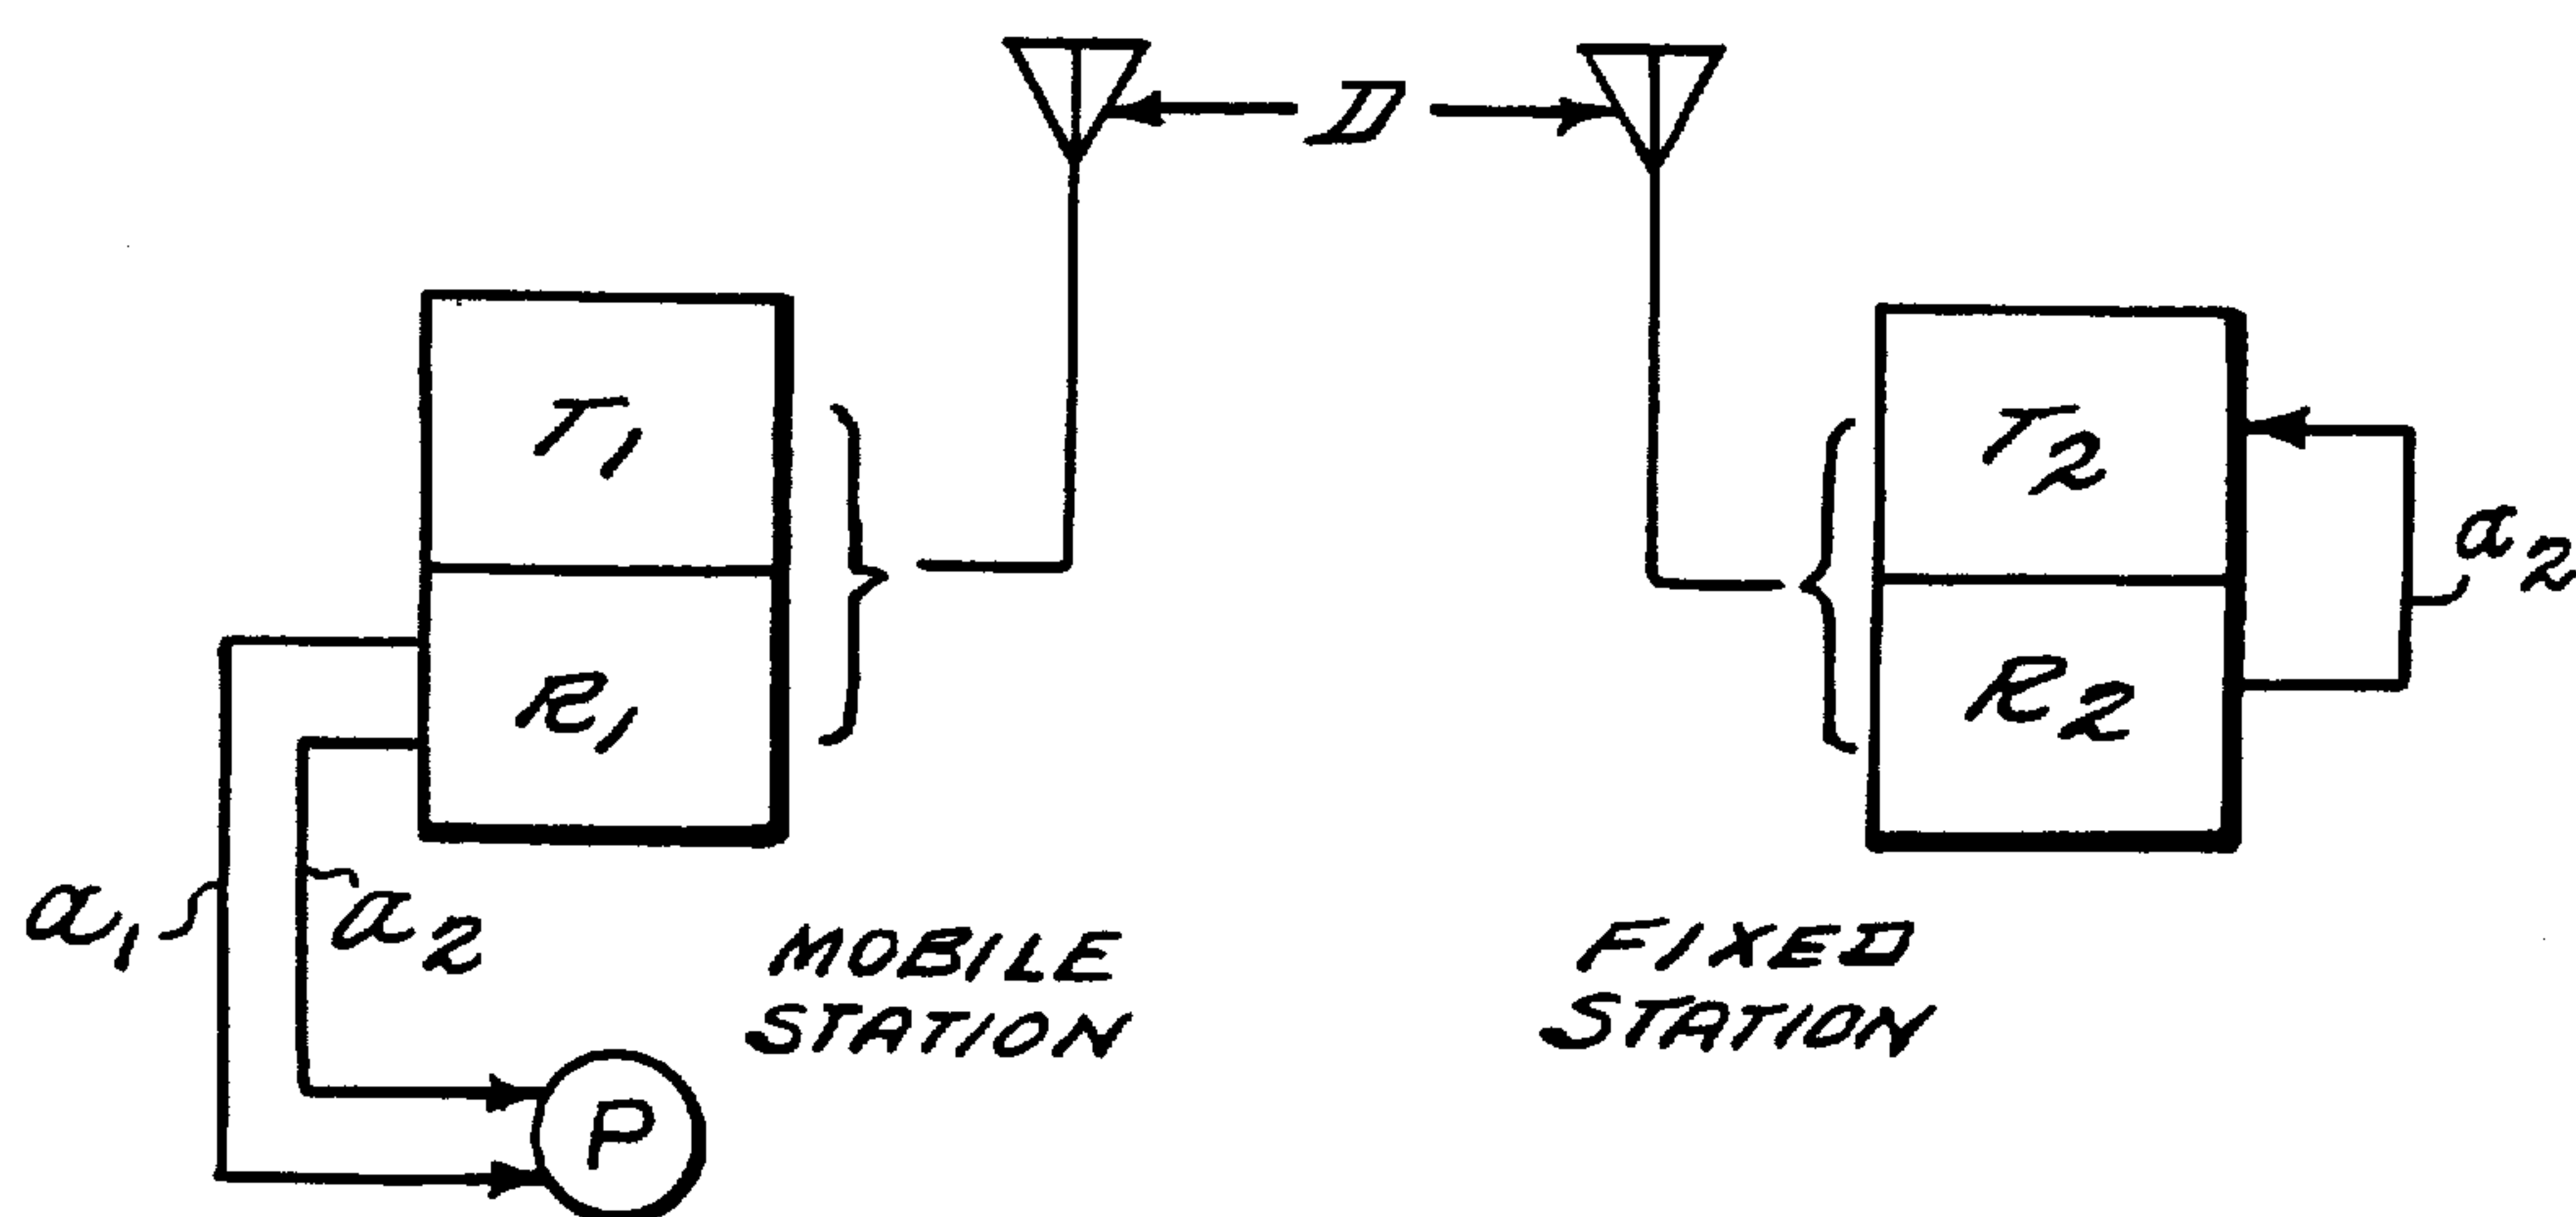 D
T1
R1
T2
R2
a2
a1
a2
MOBILE
STATION
FIXED
STATION
P